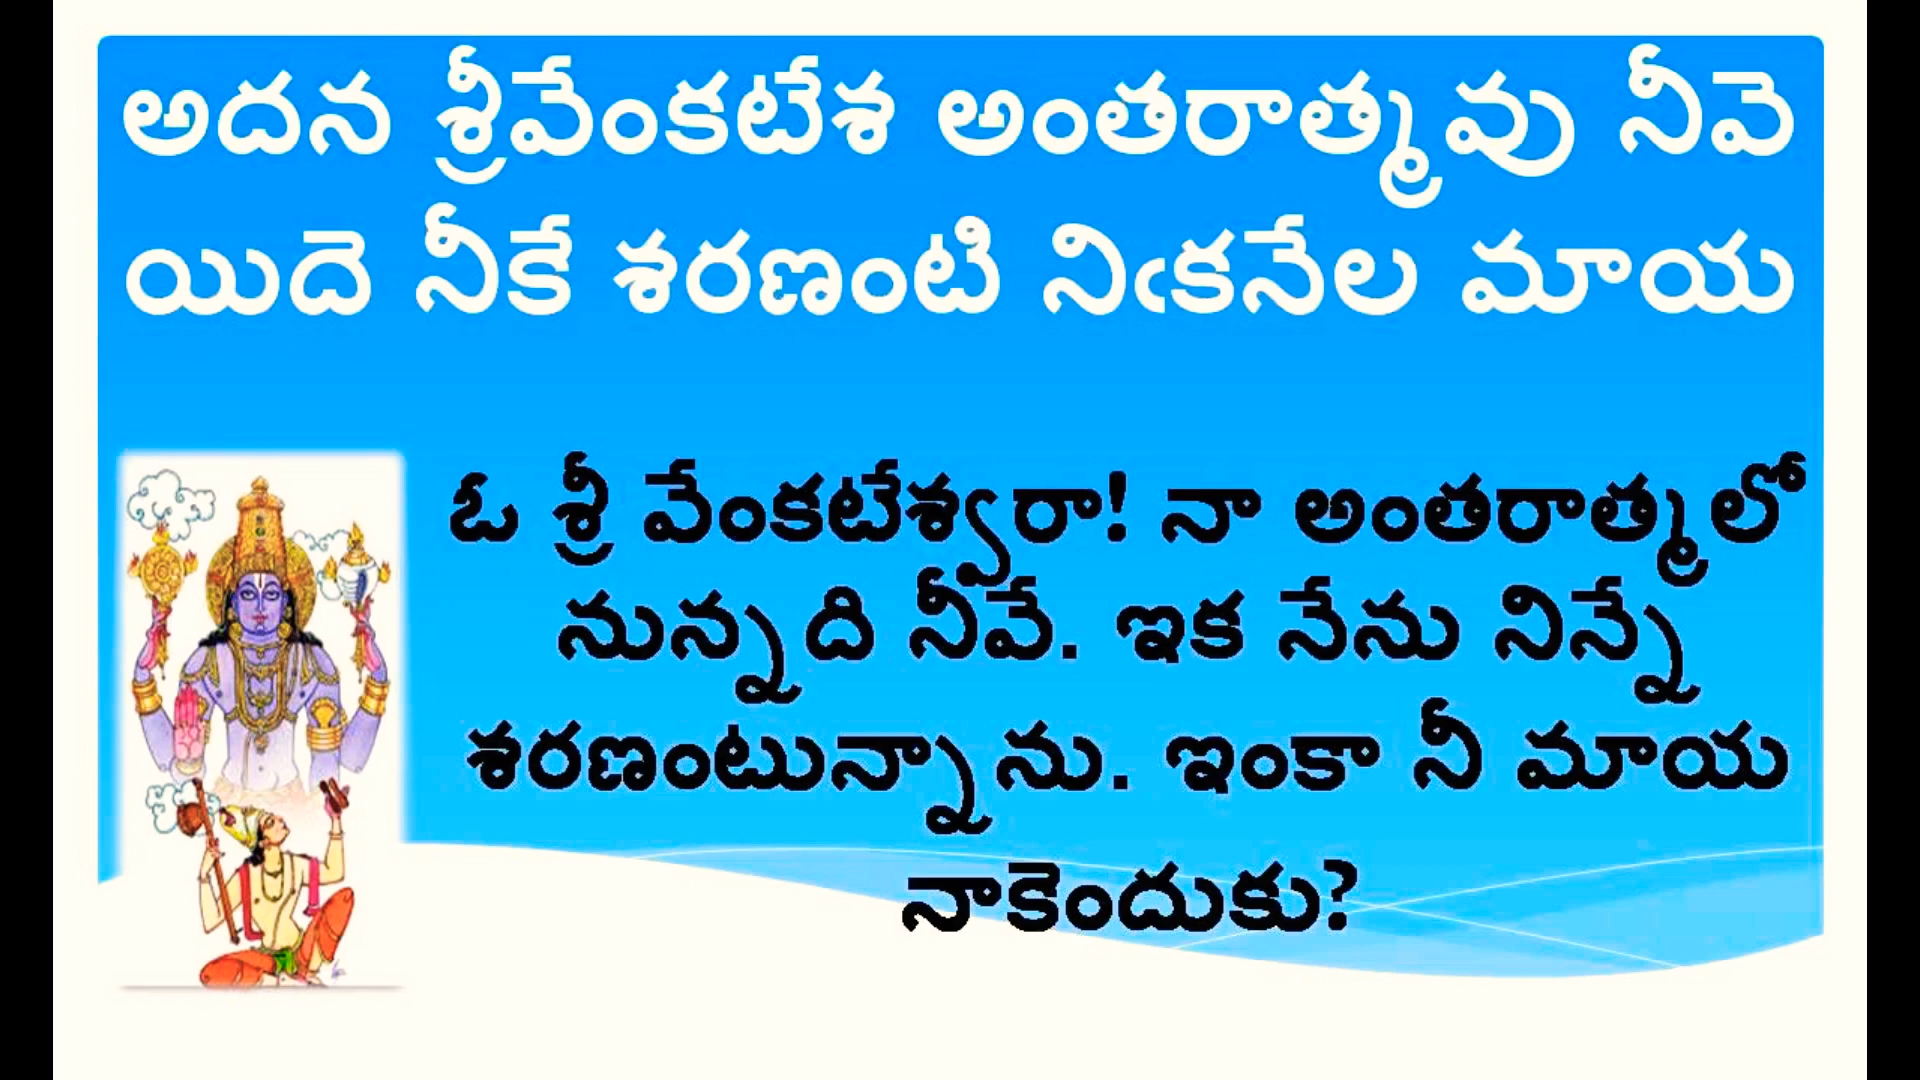 అదన శ్రీవేంకటేశ అంతరాత్మవు నీవె
యిదె నీకే శరణంటి నిఁకనేల మాయ
ఓ శ్రీ వేంకటేశ్వరా! నా అంతరాత్మలో
నున్నది నీవే. ఇక నేను నిన్నే
శరణంటున్నాను. ఇంకా నీ మాయ
నాకెందుకు?